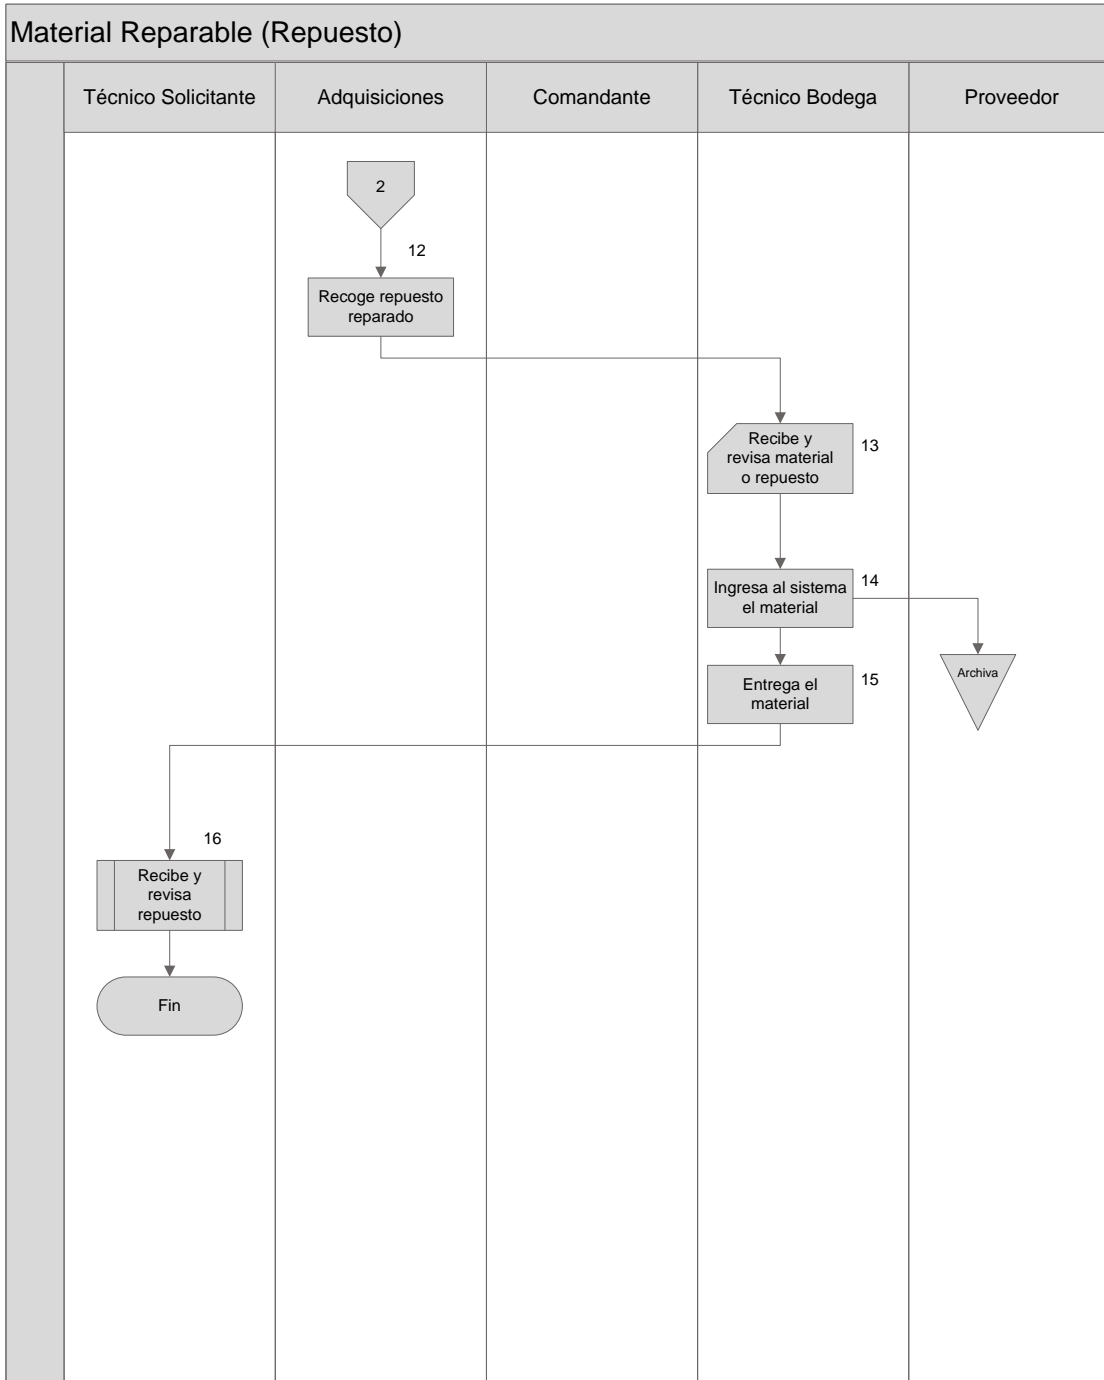 Material Reparable (Repuesto)
Técnico Solicitante
Adquisiciones
Comandante
Técnico Bodega
Proveedor
2
12
Recoge repuesto
reparado
Recibe y
revisa material
o repuesto
13
Ingresa al sistema
el material
14
Archiva
Entrega el
material
15
16
Recibe y
revisa
repuesto
Fin